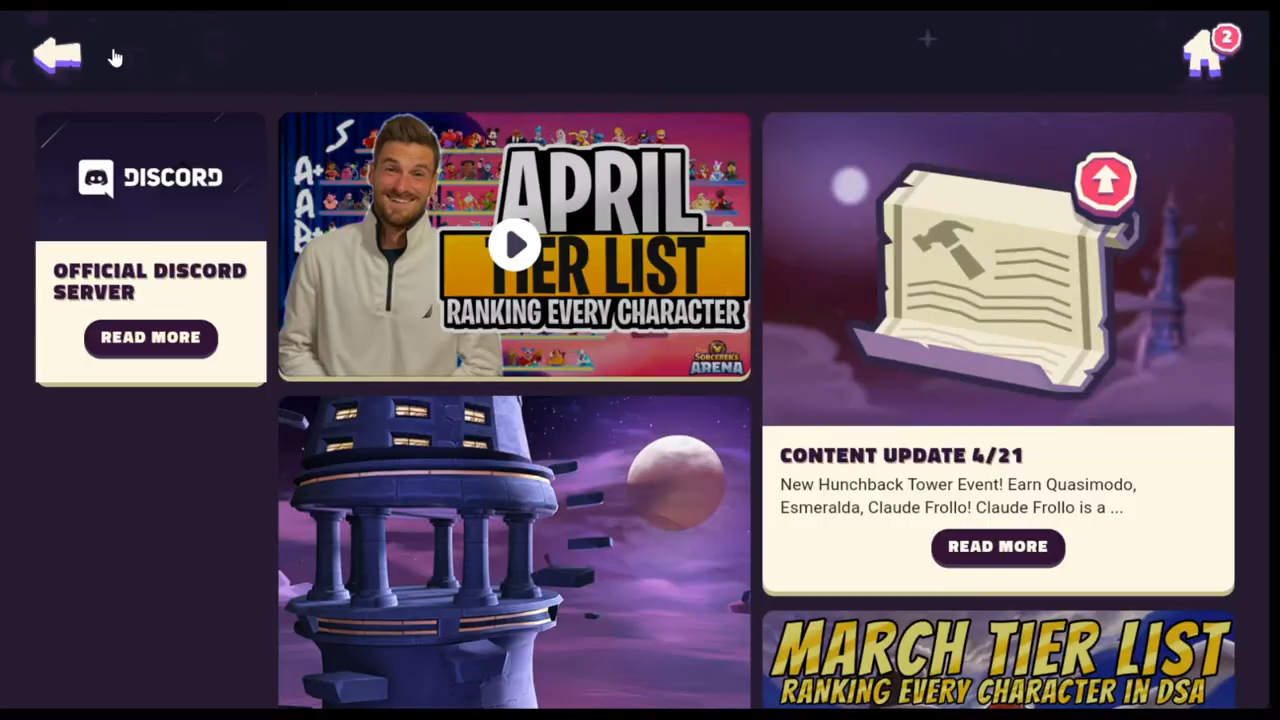 2
DISCORD
OFFICIAL DISCORD
SERVER
READ MORE
S
A+
A
B+
APRIL
TIER LIST
RANKING EVERY CHARACTER
SORCERER'S
ARENA
CONTENT UPDATE 4/21
New Hunchback Tower Event! Earn Quasimodo,
Esmeralda, Claude Frollo! Claude Frollo is a ...
READ MORE
MARCH TIER LIST
RANKING EVERY CHARACTER IN DSA